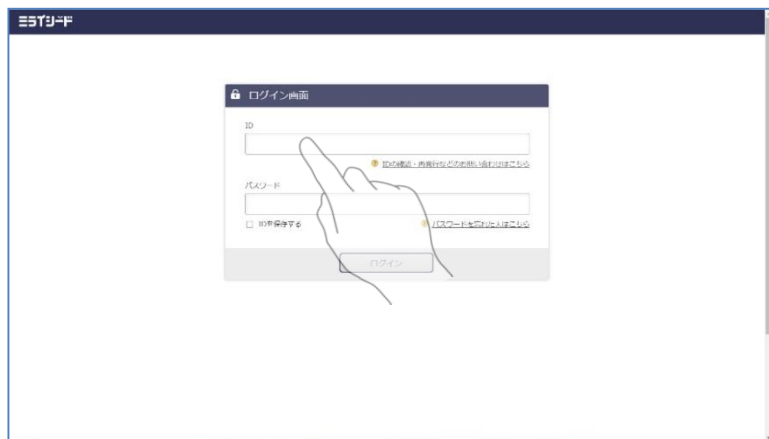 ミライシード
ログイン画面
ID
IDの確認・再発行などのお問い合わせはこちら
パスワード
IDを保存する
パスワードを忘れた人はこちら
ログイン